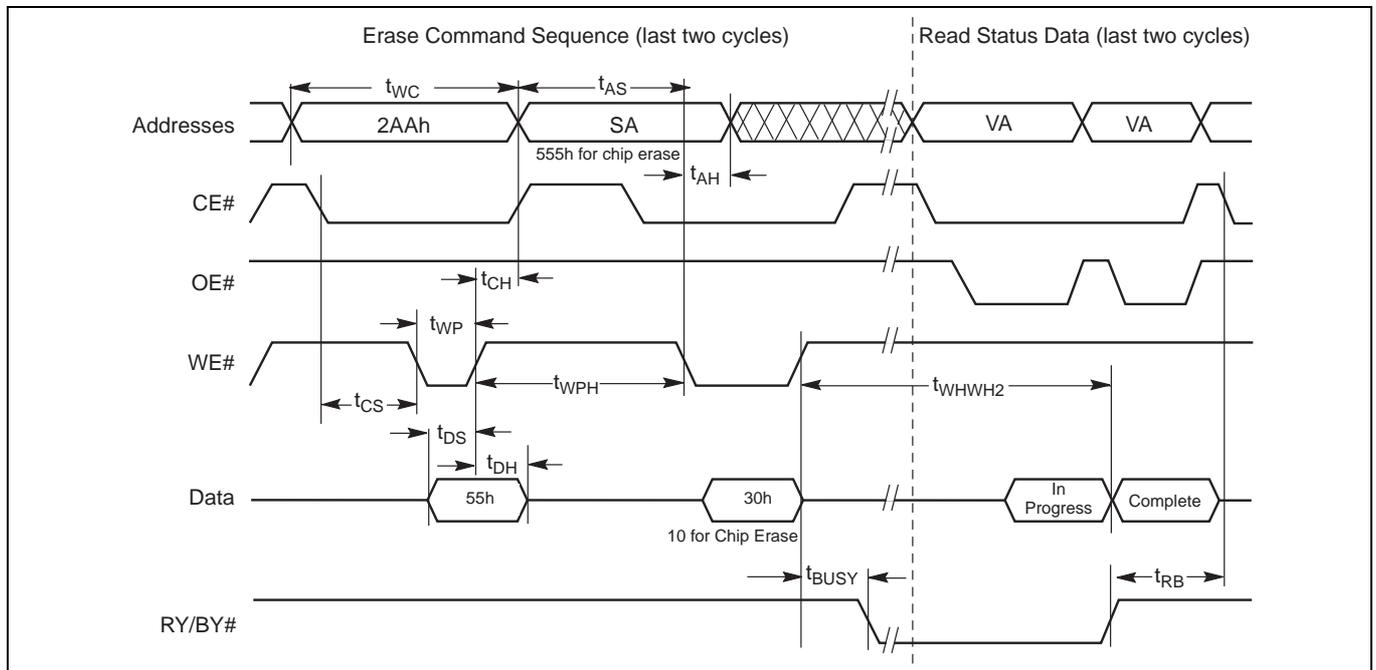 Erase Command Sequence (last two cycles)
Read Status Data (last two cycles)
tWC
tAS
Addresses
2AAh
SA
VA
VA
555h for chip erase
tAH
CE#
OE#
tCH
tWP
WE#
tWPH
tWHWH2
tCS
tDS
tDH
Data
55h
30h
In
Progress
Complete
10 for Chip Erase
tBUSY
tRB
RY/BY#